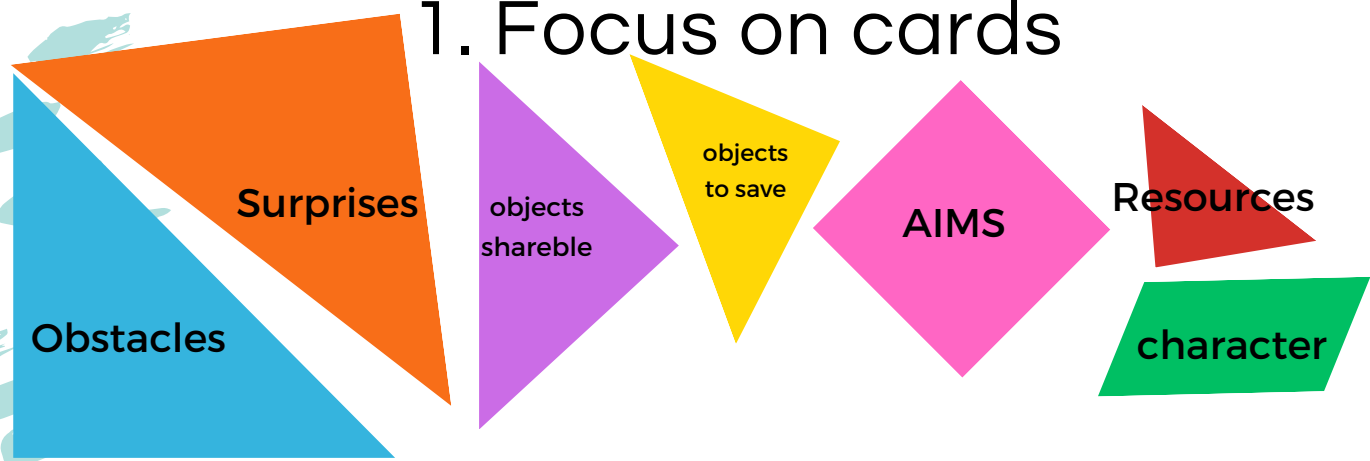 1. Focus on cards
Surprises
Obstacles
objects
shareble
objects
to save
AIMS
Resources
character